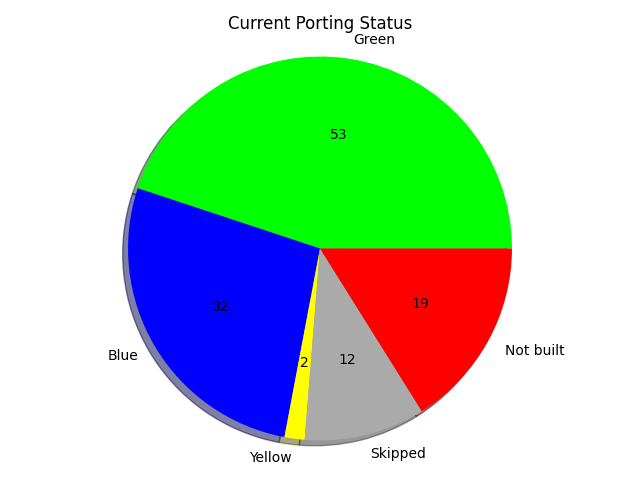 Current Porting Status
Green
53
32
19
2
12
Blue
Not built
Yellow
Skipped